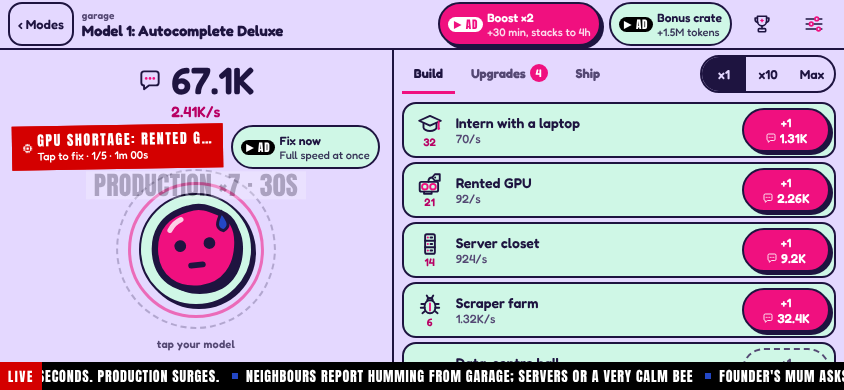 ‹ Modes
garage
Model 1: Autocomplete Deluxe
AD
Boost ×2
+30 min, stacks to 4h
AD
Bonus crate
+1.5M tokens
67.1K
2.41K/s
GPU SHORTAGE: RENTED G…
Tap to fix · 1/5 · 1m 00s
AD
Fix now
Full speed at once
PRODUCTION ×7 · 30S
tap your model
Build
Upgrades 4
Ship
x1
x10
Max
Intern with a laptop
70/s
32
+1
1.31K
Rented GPU
92/s
21
+1
2.26K
Server closet
924/s
14
+1
9.2K
Scraper farm
1.32K/s
6
+1
32.4K
LIVE
SECONDS. PRODUCTION SURGES. NEIGHBOURS REPORT HUMMING FROM GARAGE; SERVERS OR A VERY CALM BEE FOUNDER'S MUM ASKS